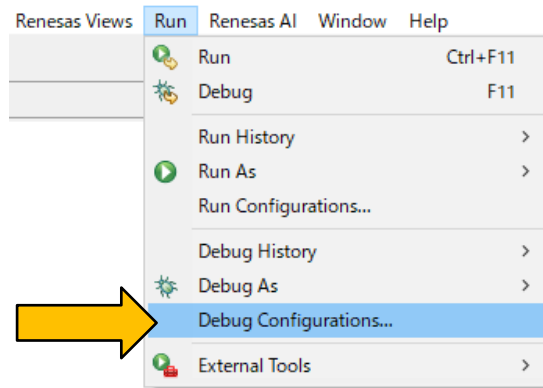 Renesas Views Run Renesas AI Window Help
Run Ctrl+F11
Debug F11
Run History
Run As
Run Configurations...
Debug History
Debug As
Debug Configurations...
External Tools